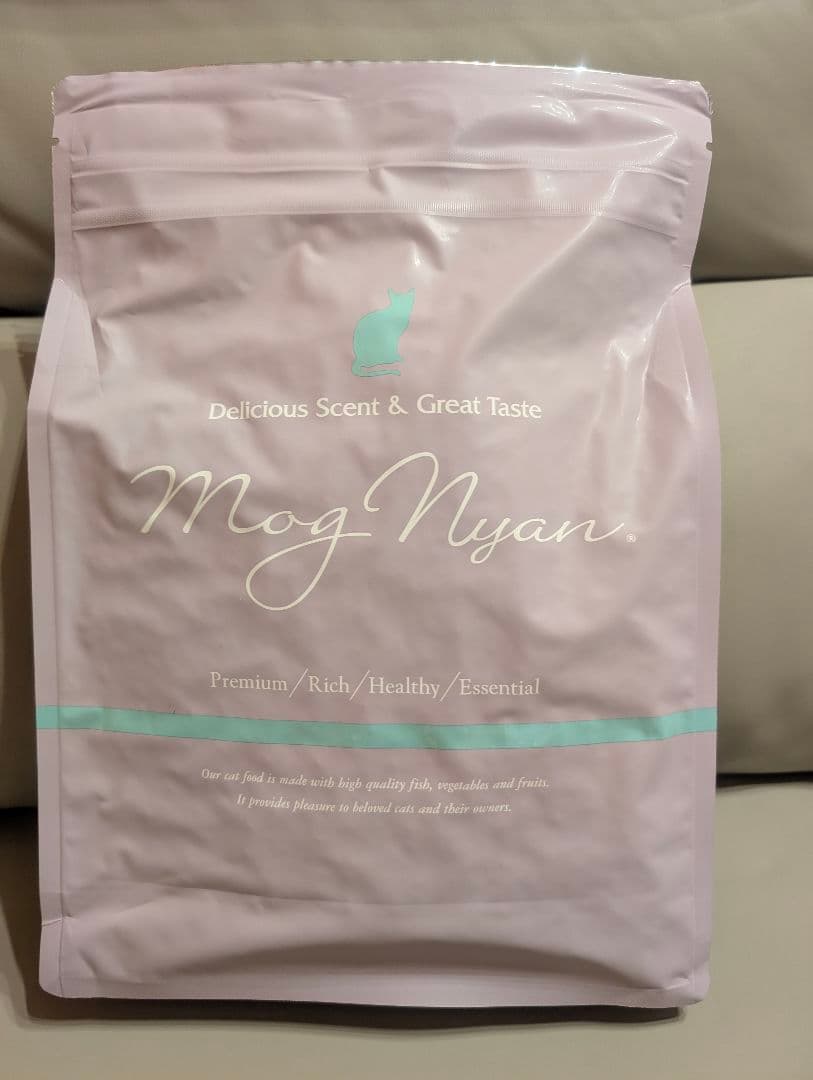 Delicious Scent & Great Taste
Mog Nyan®
Premium/Rich/Healthy/Essential
Our cat food is made with high quality fish, vegetables and fruits.
It provides pleasure to beloved cats and their owners.